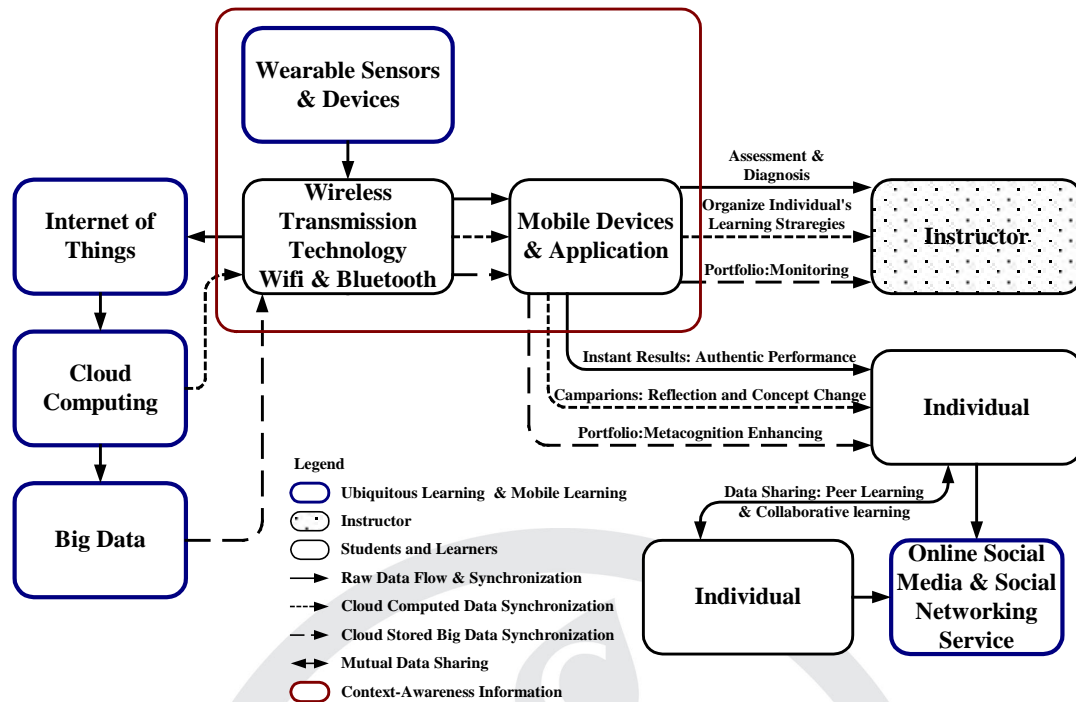 Wearable Sensors
& Devices
Wireless
Transmission
Technology
Wifi & Bluetooth
Mobile Devices
& Application
Assessment &
Diagnosis
Organize Individual's
Learning Straregies
Portfolio:Monitoring
Instructor
Internet of
Things
Cloud
Computing
Big Data
Instant Results: Authentic Performance
Camparions: Reflection and Concept Change
Portfolio:Metacognition Enhancing
Individual
Data Sharing: Peer Learning
& Collaborative learning
Individual
Online Social
Media & Social
Networking
Service
Legend
Ubiquitous Learning & Mobile Learning
Instructor
Students and Learners
Raw Data Flow & Synchronization
Cloud Computed Data Synchronization
Cloud Stored Big Data Synchronization
Mutual Data Sharing
Context-Awareness Information